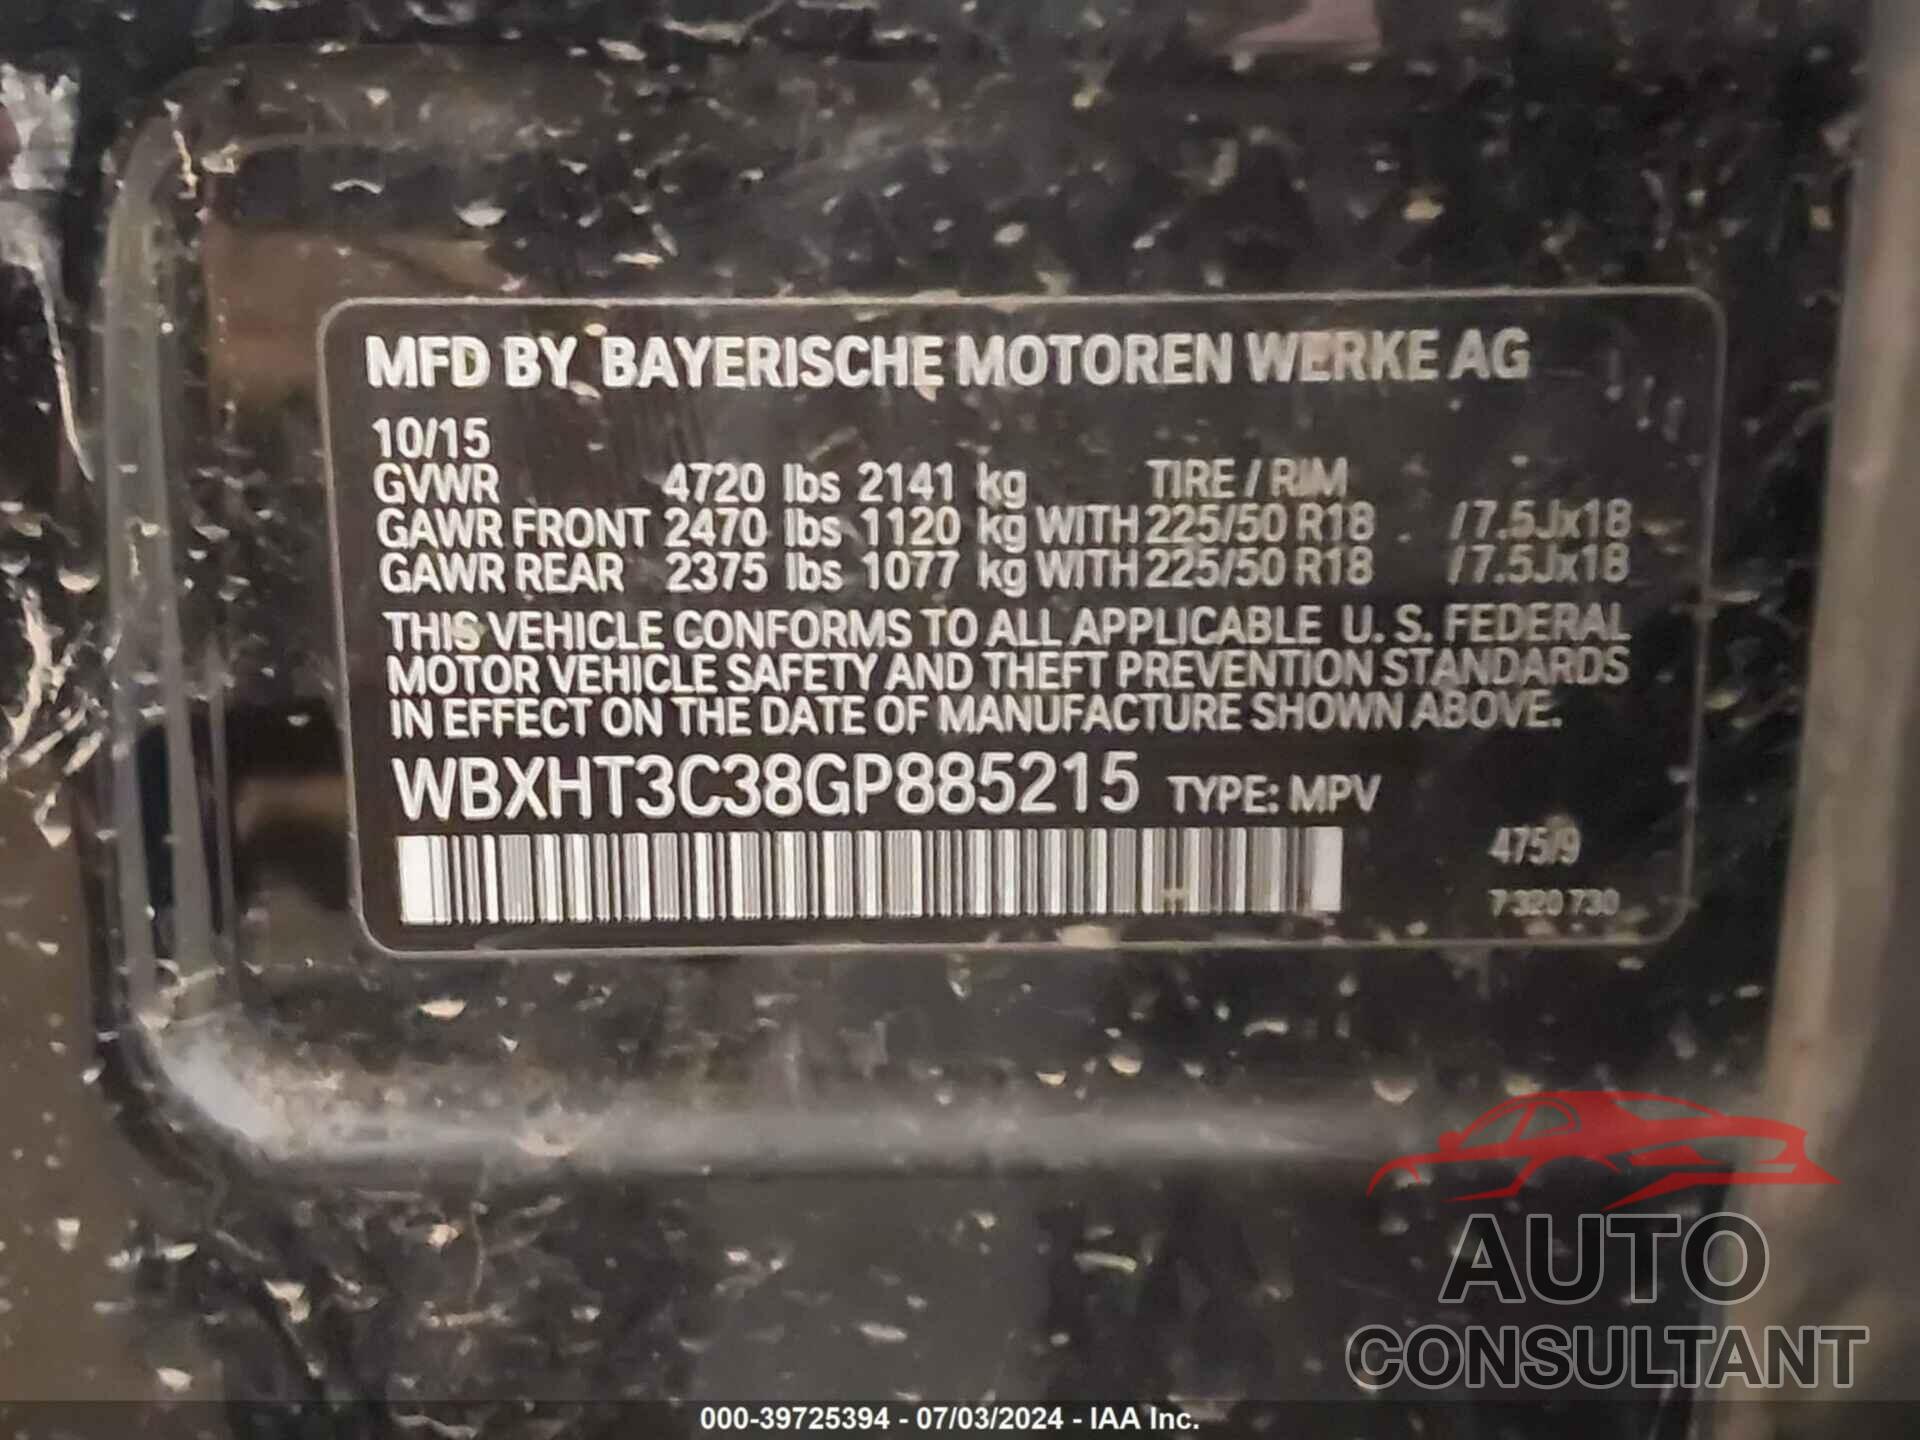 MFD BY BAYERISCHE MOTOREN WERKE AG
10/15
GVWR 4720 lbs 2141 kg TIRE / RIM
GAWR FRONT 2470 lbs 1120 kg WITH 225/50 R18 /7.5Jx18
GAWR REAR 2375 lbs 1077 kg WITH 225/50 R18 /7.5Jx18
THIS VEHICLE CONFORMS TO ALL APPLICABLE U. S. FEDERAL
MOTOR VEHICLE SAFETY AND THEFT PREVENTION STANDARDS
IN EFFECT ON THE DATE OF MANUFACTURE SHOWN ABOVE.
WBXHT3C38GP885215 TYPE: MPV
475/9
7 320 730
AUTO
CONSULTANT
000-39725394 - 07/03/2024 - IAA Inc.